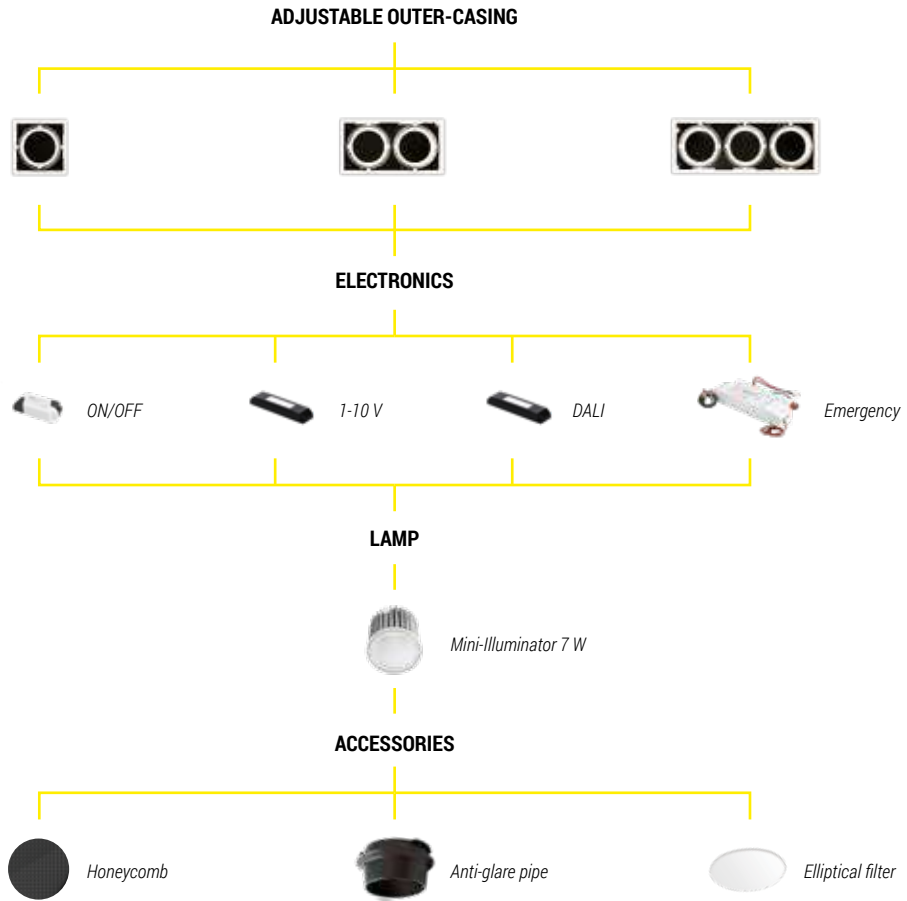 ADJUSTABLE OUTER-CASING
ELECTRONICS
ON/OFF
1-10 V
DALI
Emergency
LAMP
Mini-Illuminator 7 W
ACCESSORIES
Honeycomb
Anti-glare pipe
Elliptical filter